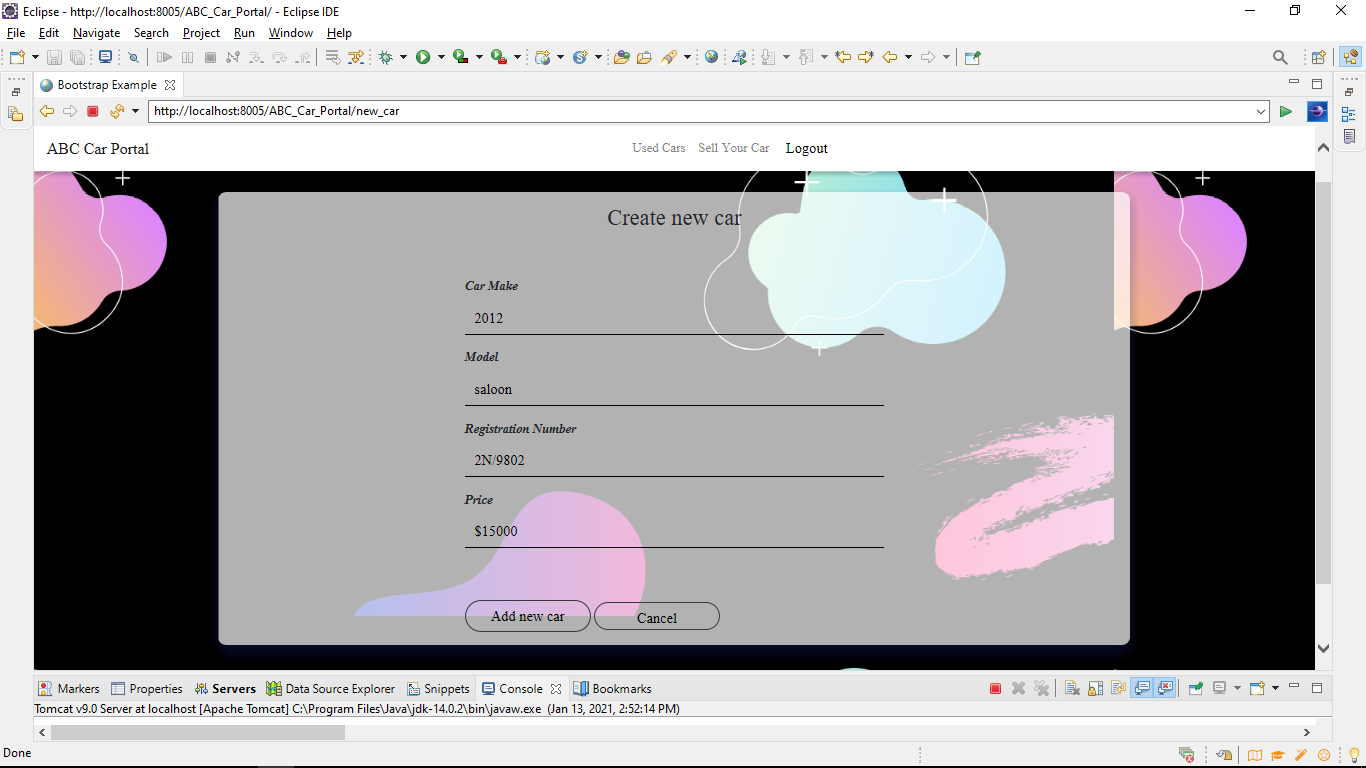 Eclipse - http://localhost:8005/ABC_Car_Portal/ - Eclipse IDE
File Edit Navigate Search Project Run Window Help
Bootstrap Example
http://localhost:8005/ABC_Car_Portal/new_car
ABC Car Portal Used Cars Sell Your Car Logout
Create new car
Car Make
2012
Model
saloon
Registration Number
2N/9802
Price
$15000
Add new car Cancel
Markers Properties Servers Data Source Explorer Snippets Console Bookmarks
Tomcat v9.0 Server at localhost [Apache Tomcat] C:\Program Files\Java\jdk-14.0.2\bin\javaw.exe (Jan 13, 2021, 2:52:14 PM)
Done